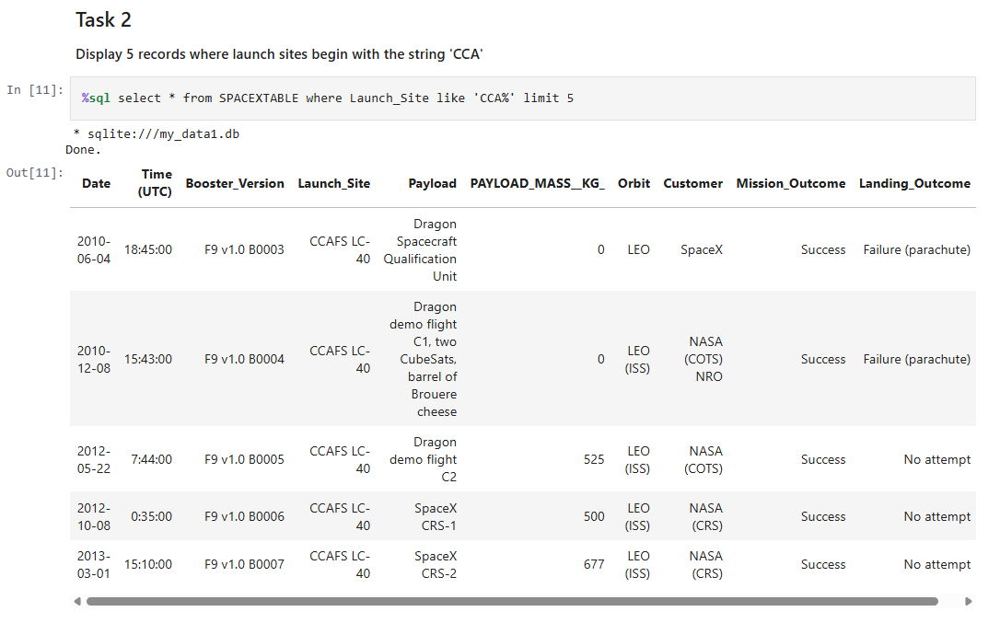 Task 2
Display 5 records where launch sites begin with the string 'CCA'
In [11]: %sql select * from SPACEXTABLE where Launch_Site like 'CCA%' limit 5
* sqlite:///my_data1.db
Done.
Out[11]:
Date Time (UTC) Booster_Version Launch_Site Payload PAYLOAD_MASS__KG_ Orbit Customer Mission_Outcome Landing_Outcome
2010-06-04 18:45:00 F9 v1.0 B0003 CCAFS LC-40 Dragon Spacecraft Qualification Unit 0 LEO SpaceX Success Failure (parachute)
2010-12-08 15:43:00 F9 v1.0 B0004 CCAFS LC-40 Dragon demo flight C1, two CubeSats, barrel of Brouere cheese 0 LEO (ISS) NASA (COTS) NRO Success Failure (parachute)
2012-05-22 7:44:00 F9 v1.0 B0005 CCAFS LC-40 Dragon demo flight C2 525 LEO (ISS) NASA (COTS) Success No attempt
2012-10-08 0:35:00 F9 v1.0 B0006 CCAFS LC-40 SpaceX CRS-1 500 LEO (ISS) NASA (CRS) Success No attempt
2013-03-01 15:10:00 F9 v1.0 B0007 CCAFS LC-40 SpaceX CRS-2 677 LEO (ISS) NASA (CRS) Success No attempt